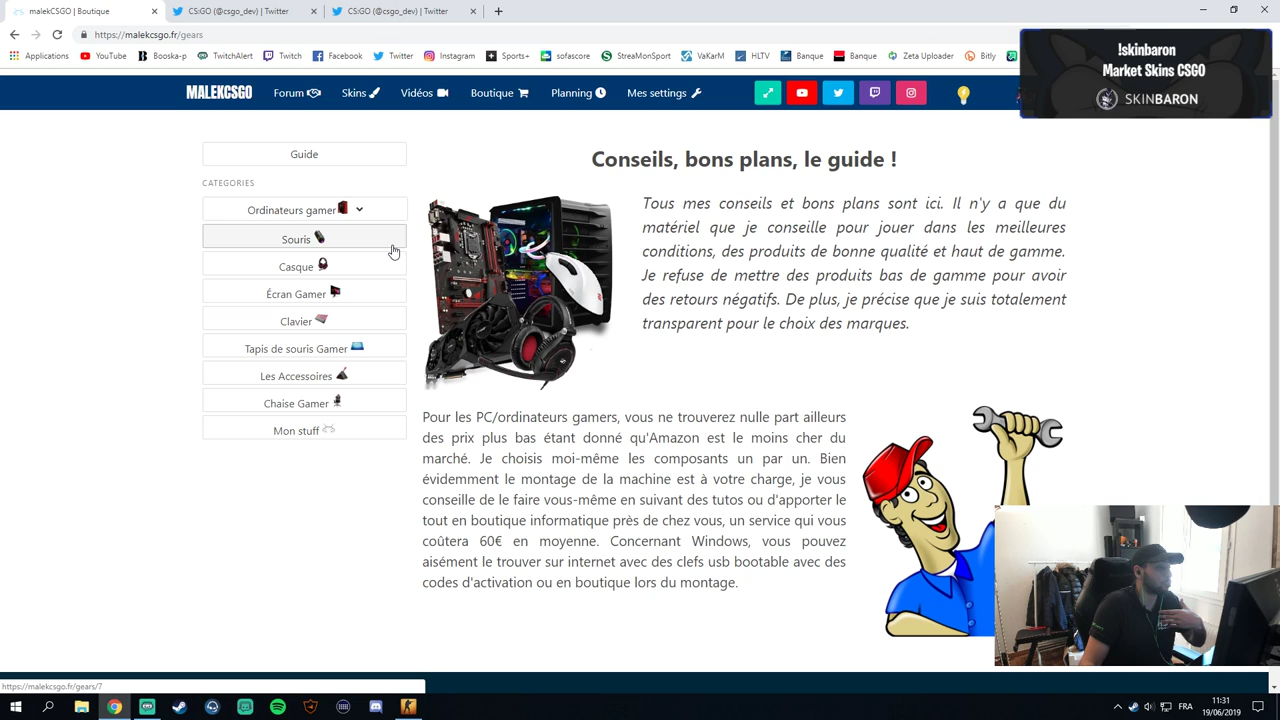 malekCSGO | Boutique
CS:GO (@csgo_dev) | Twitter
CS:GO (@csgo_dev) | Twitter
https://malekcsgo.fr/gears
Applications YouTube Booska-p TwitchAlert Twitch Facebook Twitter Instagram Sports+ sofascore StreaMonSport VaKarM HLTV Banque Banque Zeta Uploader Bitly
!skinbaron
Market Skins CSGO
SKINBARON
MALEKCSGO Forum Skins Vidéos Boutique Planning Mes settings
Guide
CATEGORIES
Ordinateurs gamer
Souris
Casque
Écran Gamer
Clavier
Tapis de souris Gamer
Les Accessoires
Chaise Gamer
Mon stuff
Conseils, bons plans, le guide !
Tous mes conseils et bons plans sont ici. Il n'y a que du
matériel que je conseille pour jouer dans les meilleures
conditions, des produits de bonne qualité et haut de gamme.
Je refuse de mettre des produits bas de gamme pour avoir
des retours négatifs. De plus, je précise que je suis totalement
transparent pour le choix des marques.
Pour les PC/ordinateurs gamers, vous ne trouverez nulle part ailleurs
des prix plus bas étant donné qu'Amazon est le moins cher du
marché. Je choisis moi-même les composants un par un. Bien
évidemment le montage de la machine est à votre charge, je vous
conseille de le faire vous-même en suivant des tutos ou d'apporter le
tout en boutique informatique près de chez vous, un service qui vous
coûtera 60€ en moyenne. Concernant Windows, vous pouvez
aisément le trouver sur internet avec des clefs usb bootable avec des
codes d'activation ou en boutique lors du montage.
https://malekcsgo.fr/gears/7
FR
11:31
19/06/2019